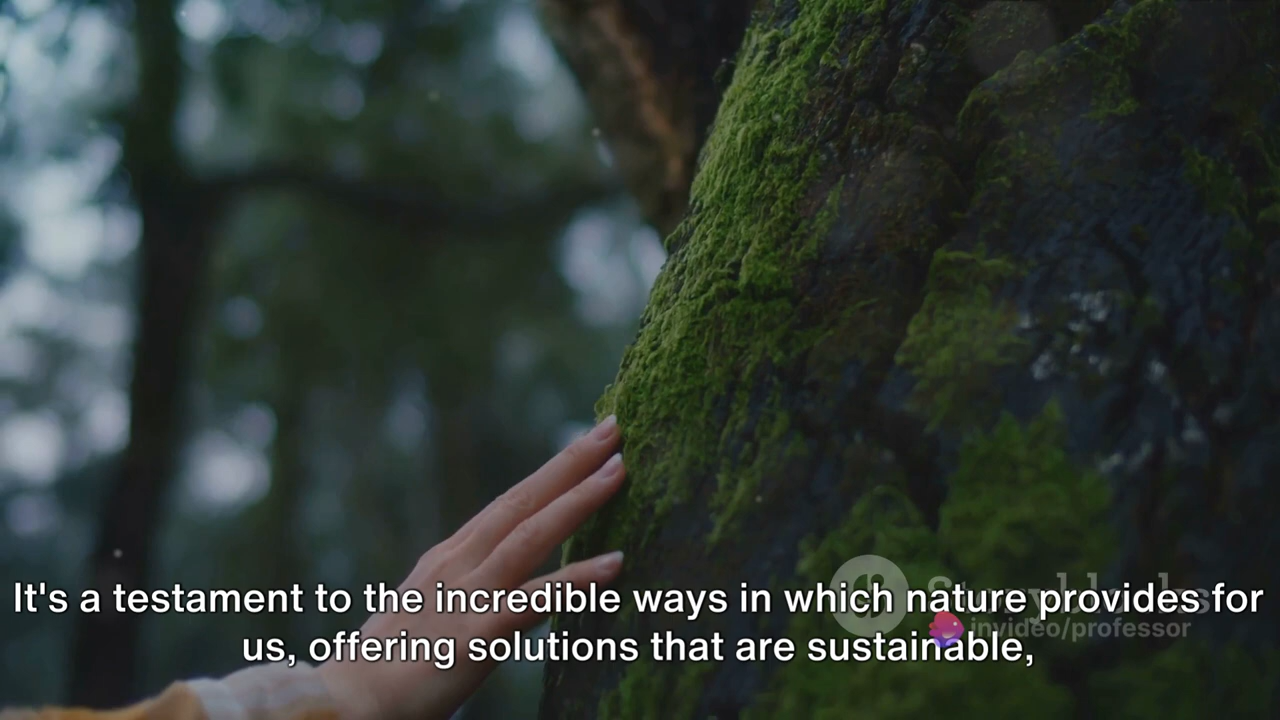 It's a testament to the incredible ways in which nature provides for
us, offering solutions that are sustainable,
invideo/professor